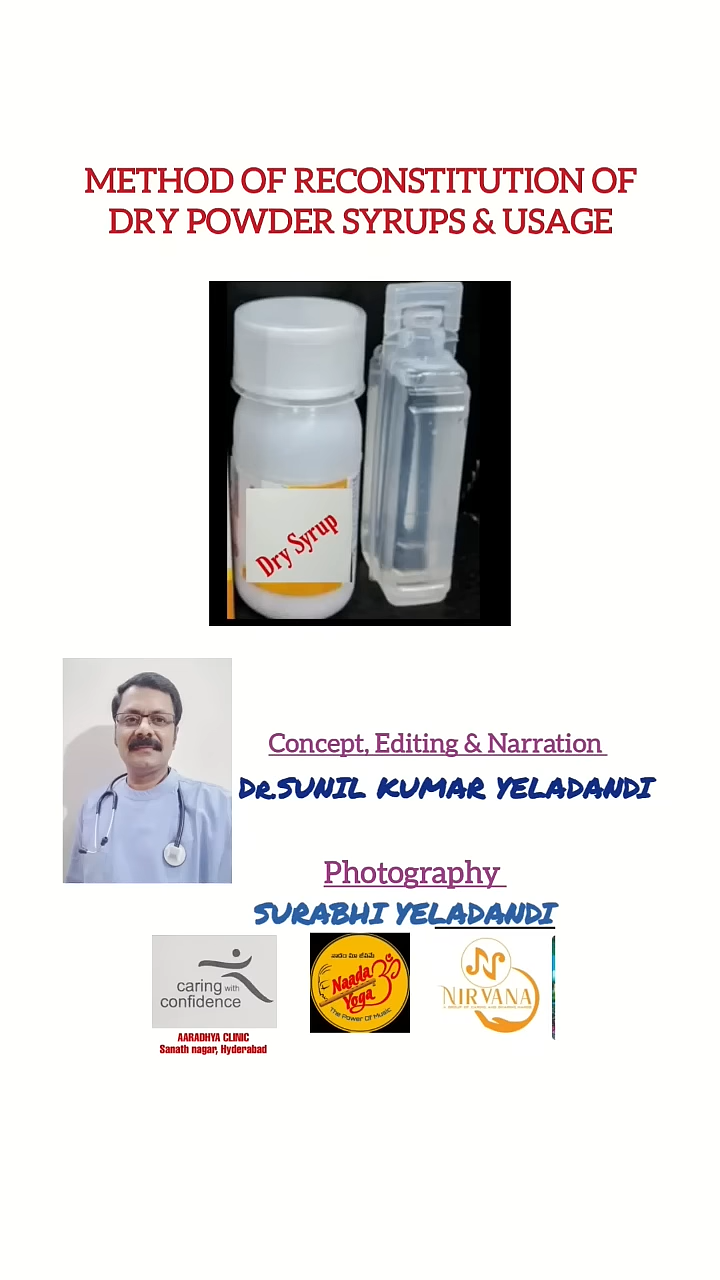 METHOD OF RECONSTITUTION OF
DRY POWDER SYRUPS & USAGE
Dry Syrup
Concept, Editing & Narration
Dr.SUNIL KUMAR YELADANDI
Photography
SURABHI YELADANDI
caring with
confidence
AARADHYA CLINIC
Sanath nagar, Hyderabad
నాదం మా జీవితమే
Naada
Yoga
ॐ
The Power Of Music
NIRVANA